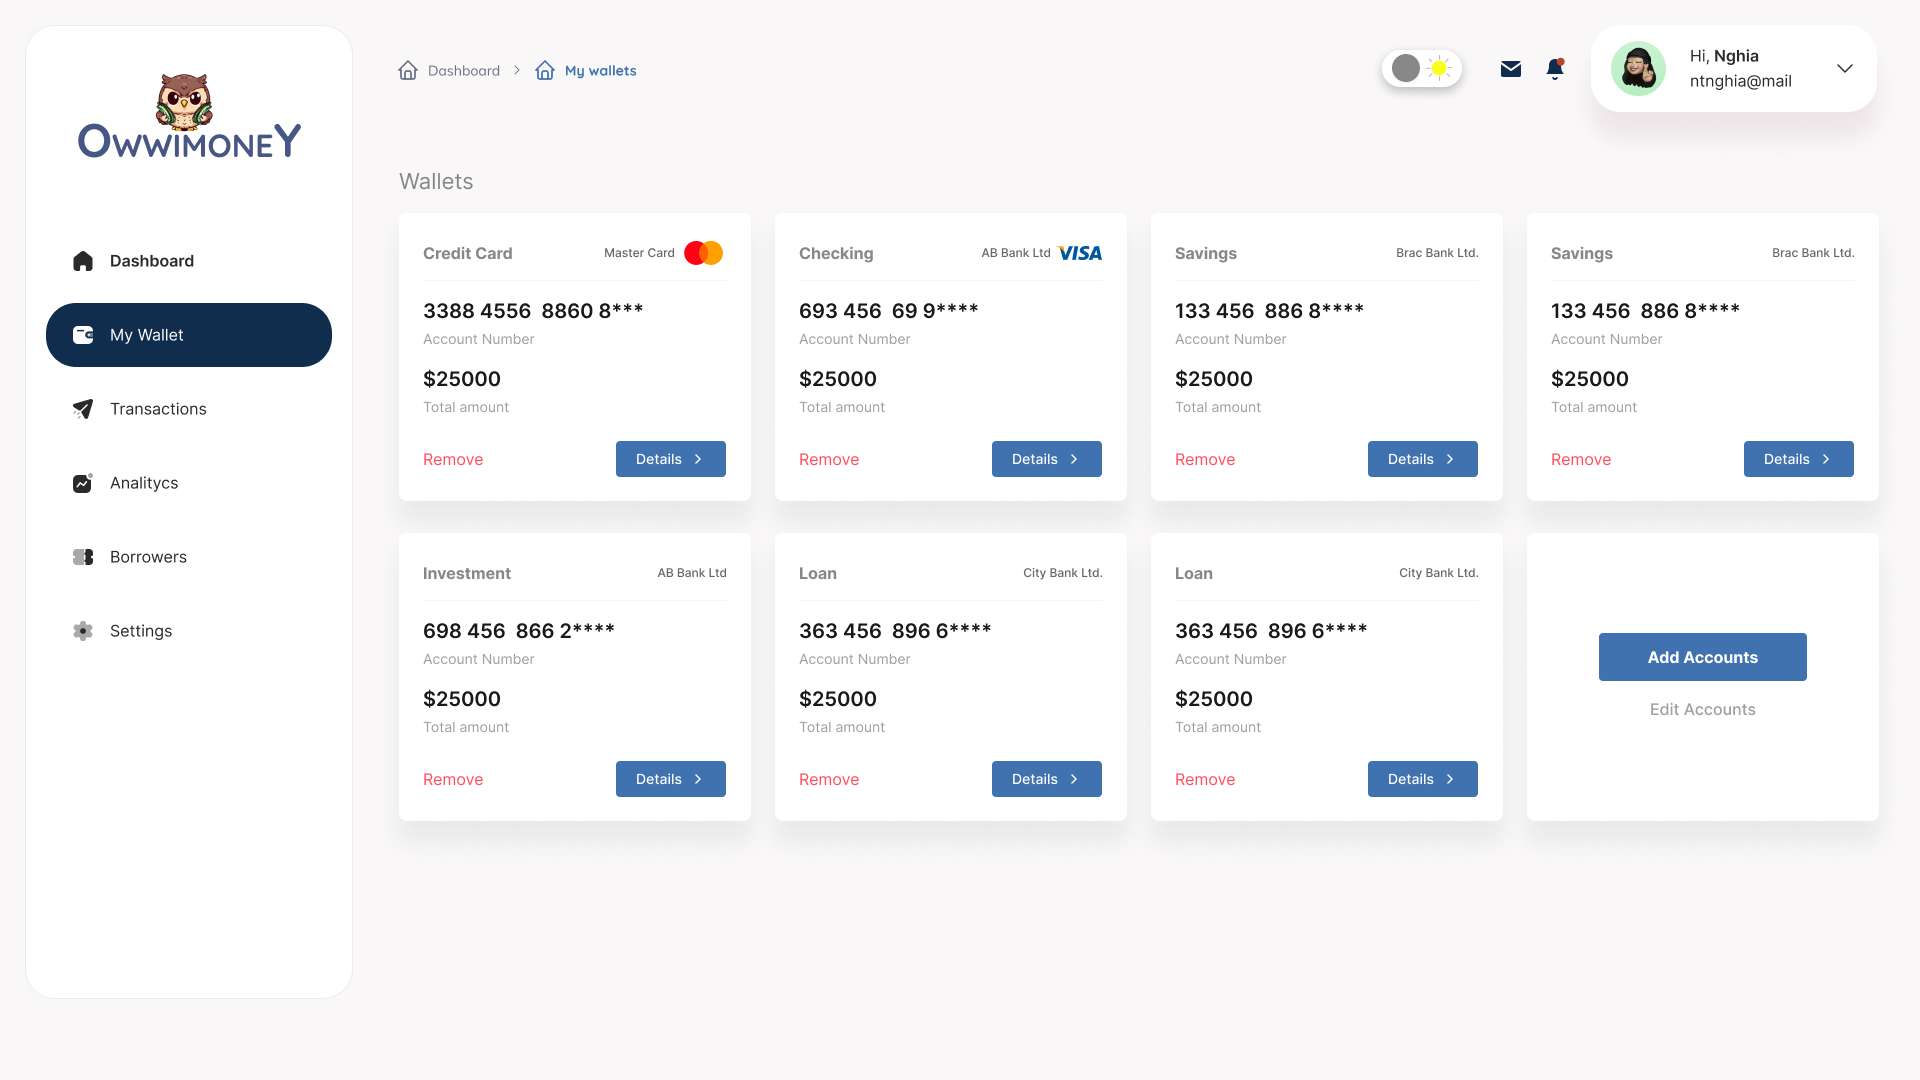 OWWIMONEY
Dashboard
My Wallet
Transactions
Analitycs
Borrowers
Settings
Dashboard > My wallets
Hi, Nghia
ntnghia@mail
Wallets
Credit Card Master Card
3388 4556 8860 8***
Account Number
$25000
Total amount
Remove Details >
Checking AB Bank Ltd VISA
693 456 69 9****
Account Number
$25000
Total amount
Remove Details >
Savings Brac Bank Ltd.
133 456 886 8****
Account Number
$25000
Total amount
Remove Details >
Savings Brac Bank Ltd.
133 456 886 8****
Account Number
$25000
Total amount
Remove Details >
Investment AB Bank Ltd
698 456 866 2****
Account Number
$25000
Total amount
Remove Details >
Loan City Bank Ltd.
363 456 896 6****
Account Number
$25000
Total amount
Remove Details >
Loan City Bank Ltd.
363 456 896 6****
Account Number
$25000
Total amount
Remove Details >
Add Accounts
Edit Accounts